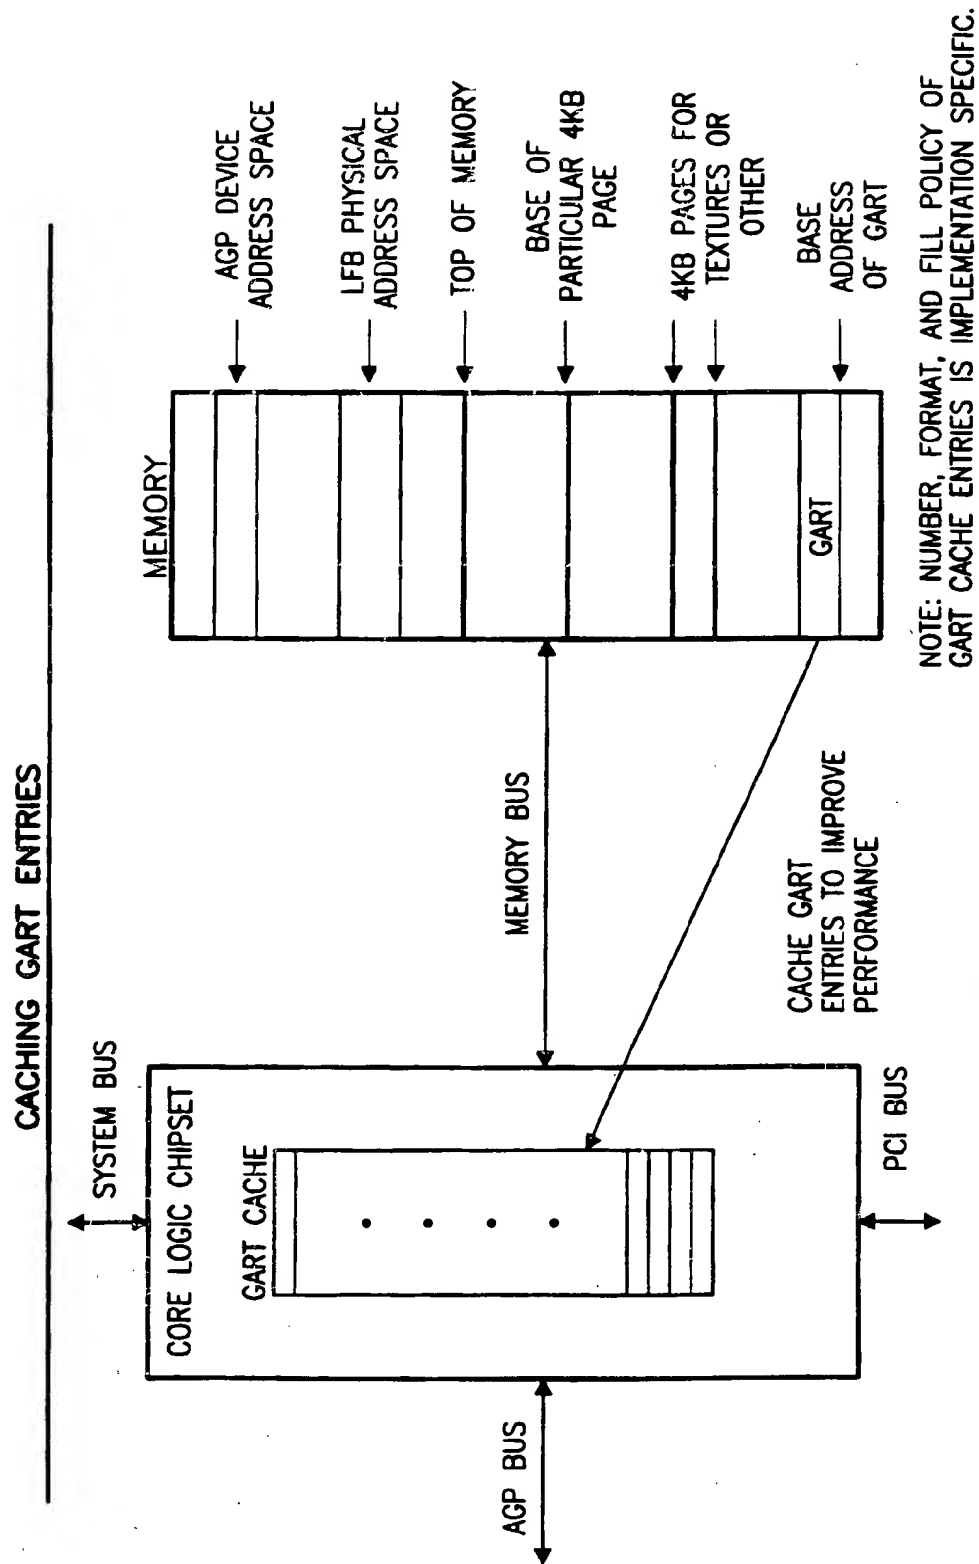 CACHING GART ENTRIES
SYSTEM BUS
CORE LOGIC CHIPSET
GART CACHE
AGP BUS
PCI BUS
MEMORY BUS
CACHE GART
ENTRIES TO IMPROVE
PERFORMANCE
MEMORY
GART
AGP DEVICE
ADDRESS SPACE
LFB PHYSICAL
ADDRESS SPACE
TOP OF MEMORY
BASE OF
PARTICULAR 4KB
PAGE
4KB PAGES FOR
TEXTURES OR
OTHER
BASE
ADDRESS
OF GART
NOTE: NUMBER, FORMAT, AND FILL POLICY OF
GART CACHE ENTRIES IS IMPLEMENTATION SPECIFIC.